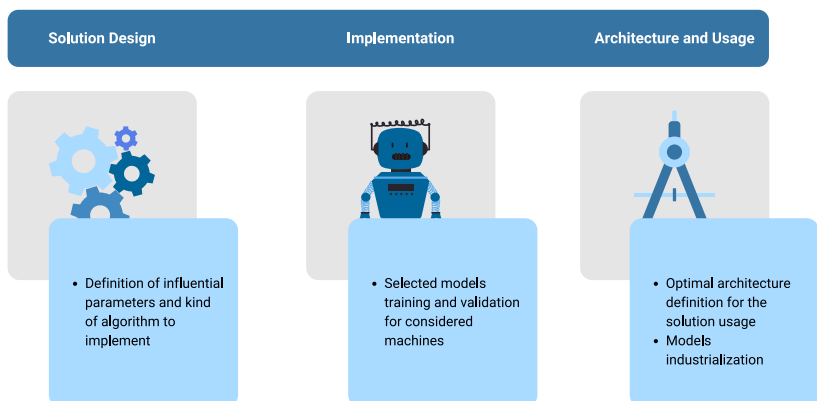 Solution Design
Implementation
Architecture and Usage
• Definition of influential
parameters and kind
of algorithm to
implement
• Selected models
training and validation
for considered
machines
• Optimal architecture
definition for the
solution usage
• Models
industrialization